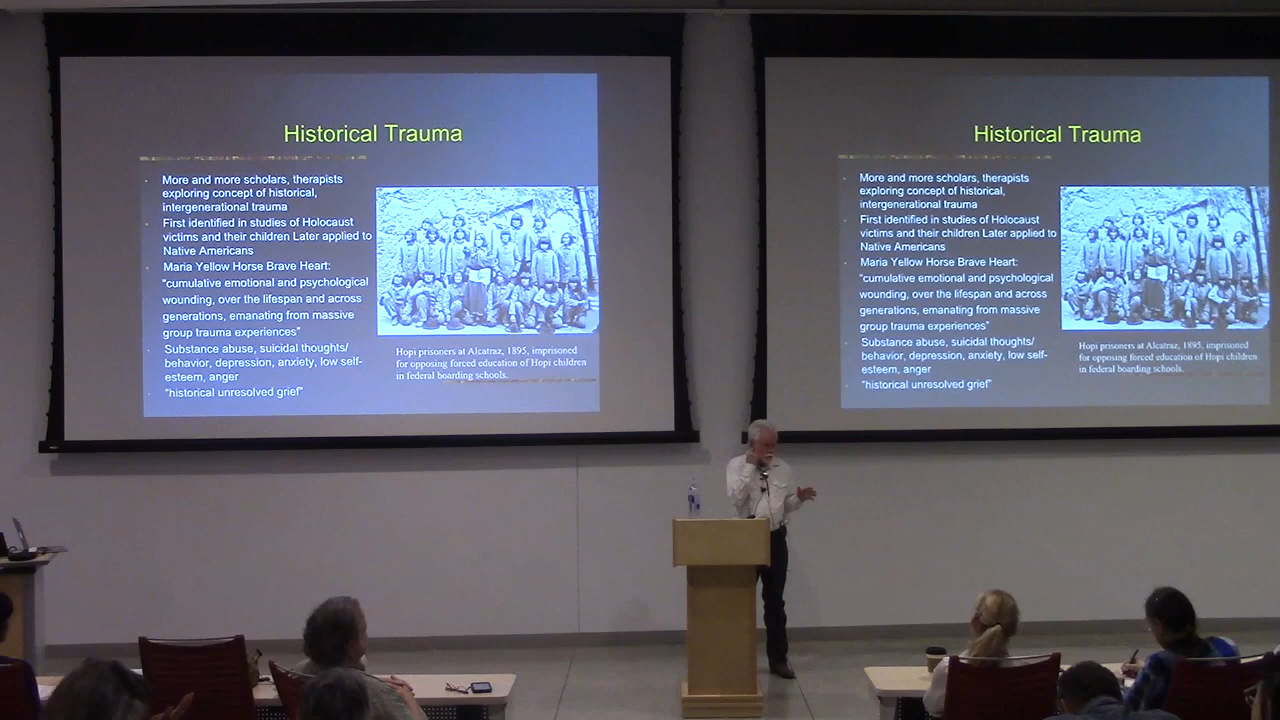 Historical Trauma
More and more scholars, therapists
exploring concept of historical,
intergenerational trauma
First identified in studies of Holocaust
victims and their children Later applied to
Native Americans
Maria Yellow Horse Brave Heart:
"cumulative emotional and psychological
wounding, over the lifespan and across
generations, emanating from massive
group trauma experiences"
Substance abuse, suicidal thoughts/
behavior, depression, anxiety, low self-
esteem, anger
"historical unresolved grief"
Hopi prisoners at Alcatraz, 1895, imprisoned
for opposing forced education of Hopi children
in federal boarding schools.
Historical Trauma
More and more scholars, therapists
exploring concept of historical,
intergenerational trauma
First identified in studies of Holocaust
victims and their children Later applied to
Native Americans
Maria Yellow Horse Brave Heart:
"cumulative emotional and psychological
wounding, over the lifespan and across
generations, emanating from massive
group trauma experiences"
Substance abuse, suicidal thoughts/
behavior, depression, anxiety, low self-
esteem, anger
"historical unresolved grief"
Hopi prisoners at Alcatraz, 1895, imprisoned
for opposing forced education of Hopi children
in federal boarding schools.